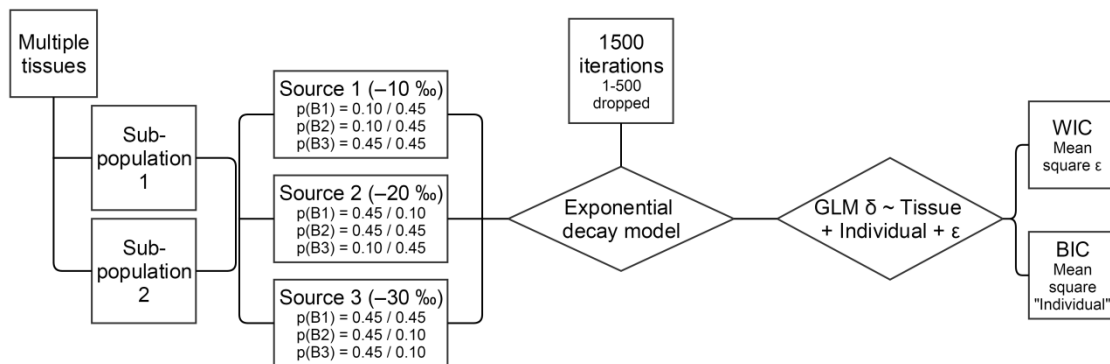 Multiple
tissues
Sub-
population
1
Sub-
population
2
Source 1 (–10 ‰)
p(B1) = 0.10 / 0.45
p(B2) = 0.10 / 0.45
p(B3) = 0.45 / 0.45
Source 2 (–20 ‰)
p(B1) = 0.45 / 0.10
p(B2) = 0.45 / 0.45
p(B3) = 0.10 / 0.45
Source 3 (–30 ‰)
p(B1) = 0.45 / 0.45
p(B2) = 0.45 / 0.10
p(B3) = 0.45 / 0.10
1500
iterations
1-500
dropped
Exponential
decay model
GLM δ ~ Tissue
+ Individual + ε
WIC
Mean
square ε
BIC
Mean
square
"Individual"